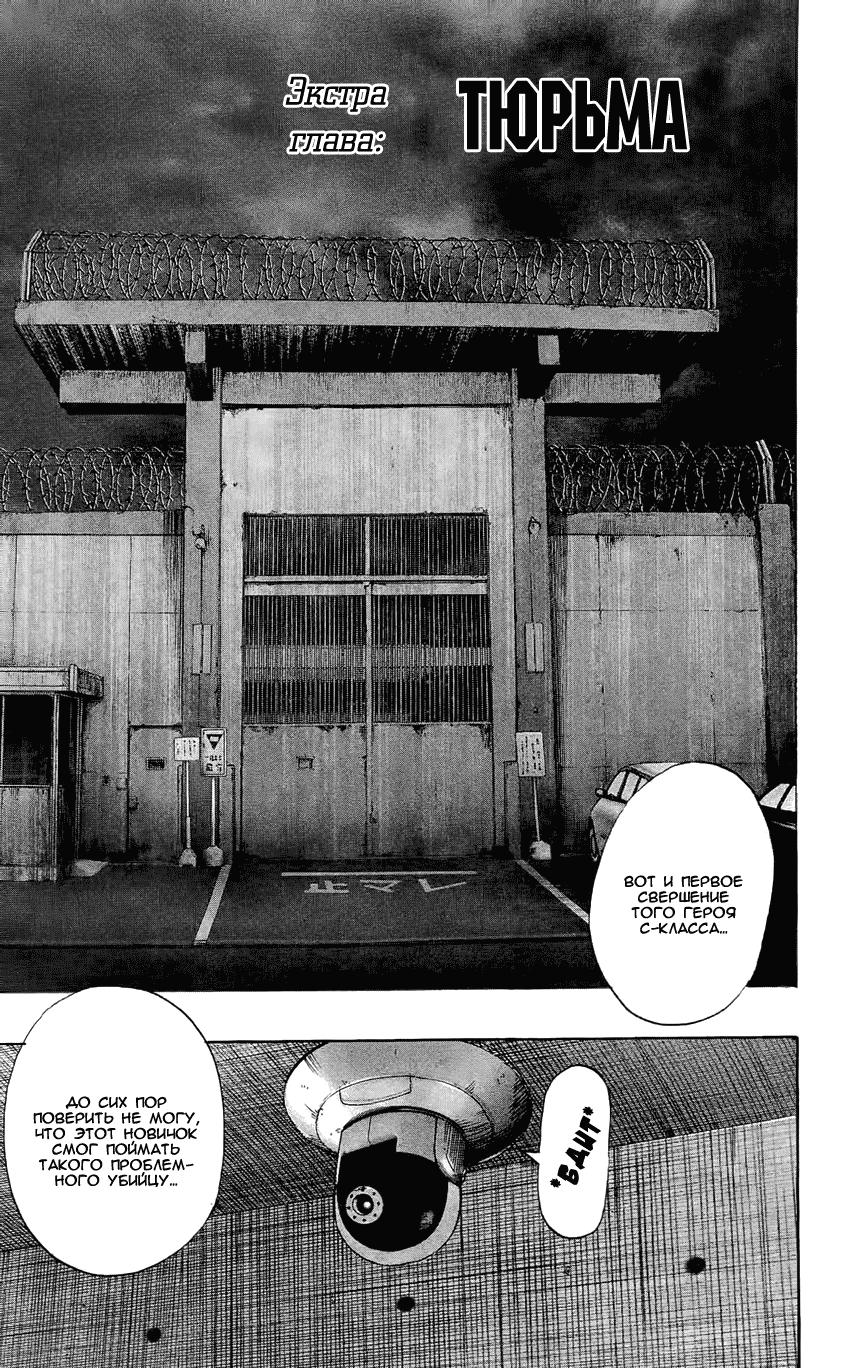 Экстра
глава:
ТЮРЬМА
ВОТ И ПЕРВОЕ
СВЕРШЕНИЕ
ТОГО ГЕРОЯ
С-КЛАССА...
ДО СИХ ПОР
ПОВЕРИТЬ НЕ МОГУ,
ЧТО ЭТОТ НОВИЧОК
СМОГ ПОЙМАТЬ
ТАКОГО ПРОБЛЕМ-
НОГО УБИЙЦУ...
*БДИТ*